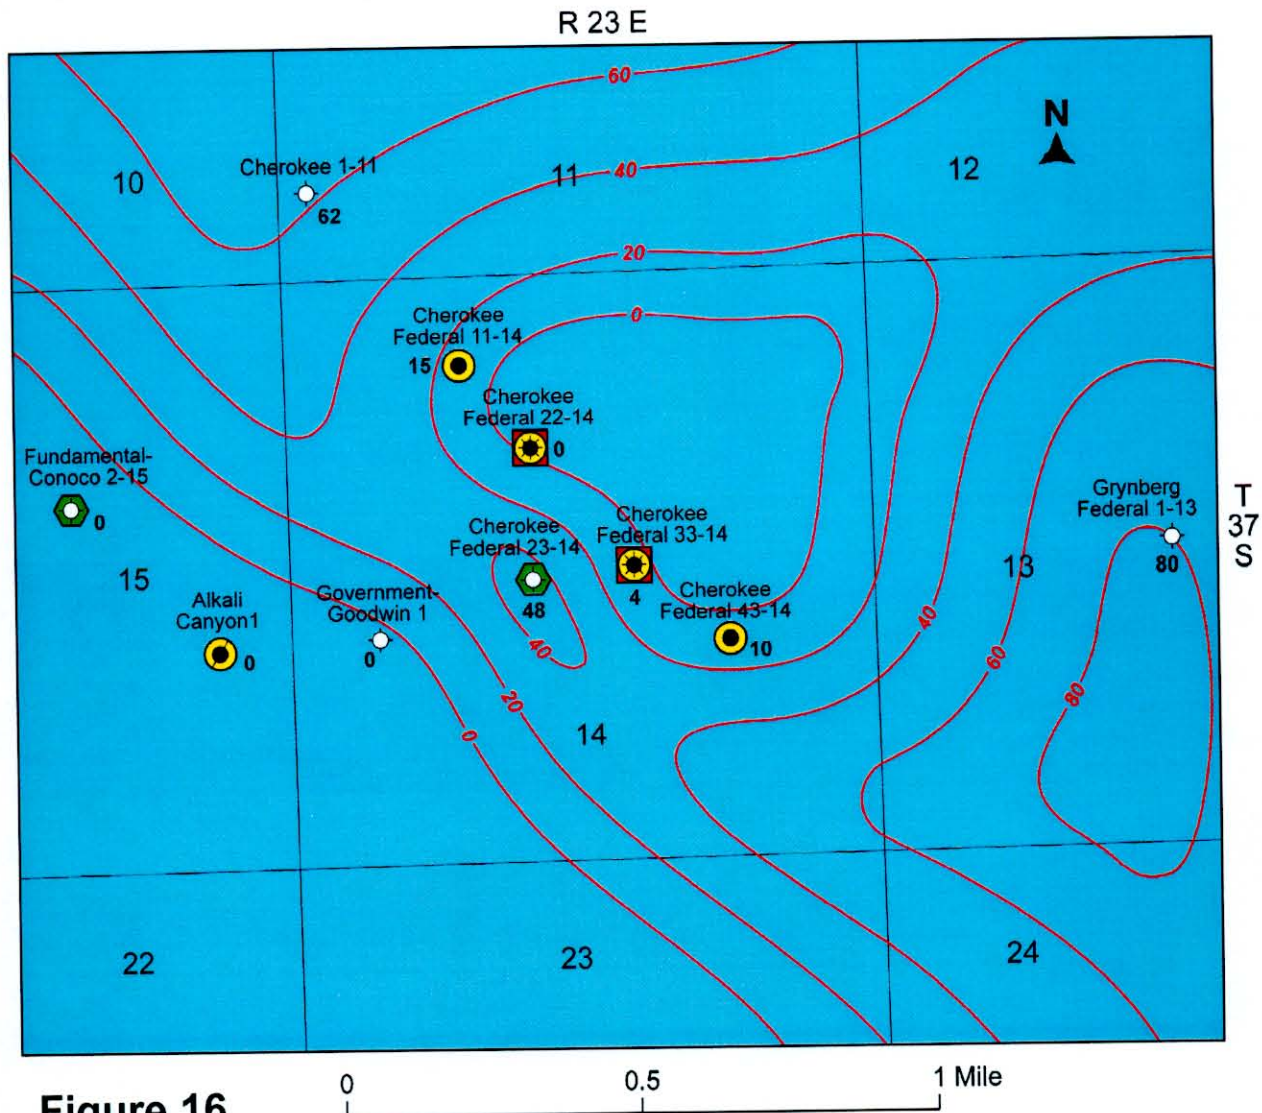 R 23 E
60
N
Cherokee 1-11
62
10
11
40
12
20
Cherokee
Federal 11-14
15
0
Cherokee
Federal 22-14
0
Fundamental-
Conoco 2-15
0
Grynberg
Federal 1-13
80
T
37
S
Cherokee
Federal 23-14
48
Cherokee
Federal 33-14
4
13
15
Alkali
Canyon1
0
Government-
Goodwin 1
0
Cherokee
Federal 43-14
10
40
40
60
80
20
0
14
22
23
24
0
0.5
1 Mile
Figure 16